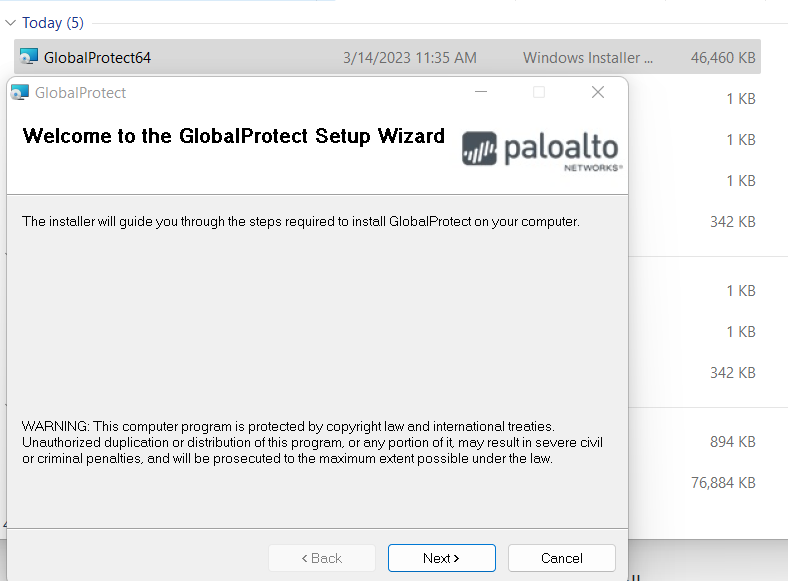 Today (5)
GlobalProtect64 3/14/2023 11:35 AM Windows Installer ... 46,460 KB
GlobalProtect
1 KB
Welcome to the GlobalProtect Setup Wizard
paloalto
NETWORKS®
1 KB
1 KB
The installer will guide you through the steps required to install GlobalProtect on your computer.
342 KB
1 KB
1 KB
342 KB
WARNING: This computer program is protected by copyright law and international treaties.
Unauthorized duplication or distribution of this program, or any portion of it, may result in severe civil
or criminal penalties, and will be prosecuted to the maximum extent possible under the law.
894 KB
76,884 KB
< Back Next > Cancel